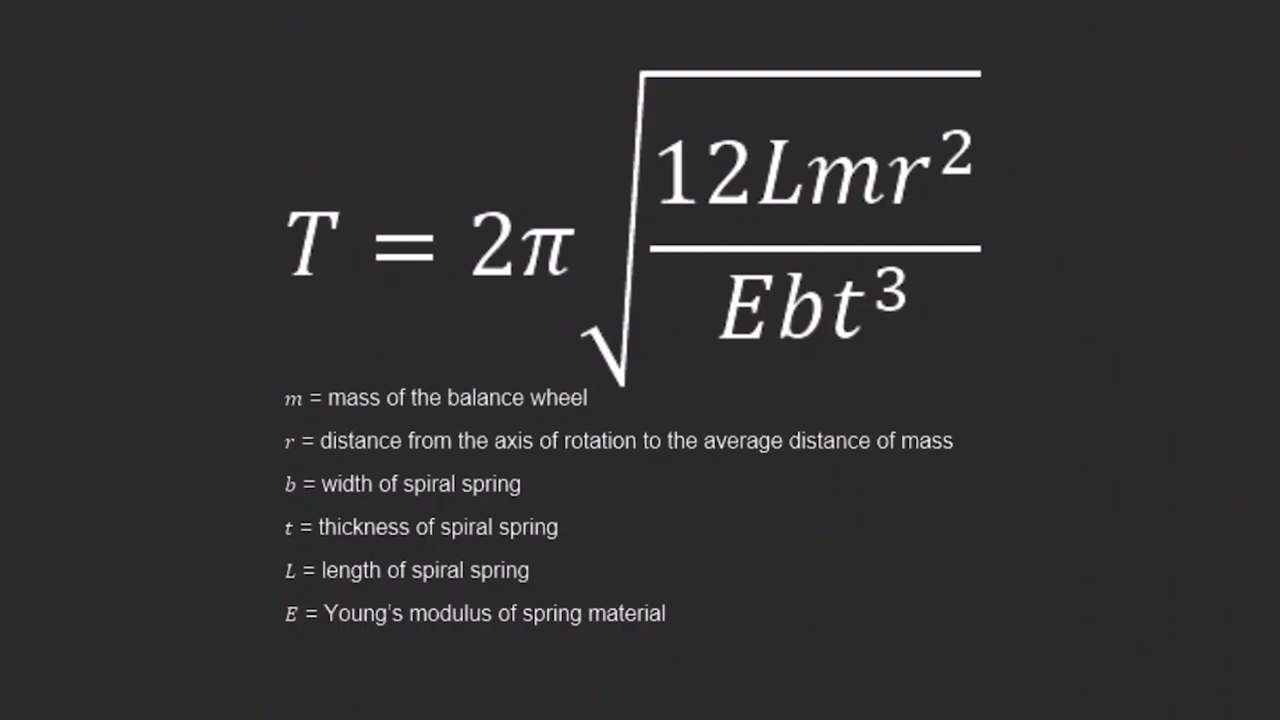 T = 2π √(12Lmr² / Ebt³)
m = mass of the balance wheel
r = distance from the axis of rotation to the average distance of mass
b = width of spiral spring
t = thickness of spiral spring
L = length of spiral spring
E = Young's modulus of spring material